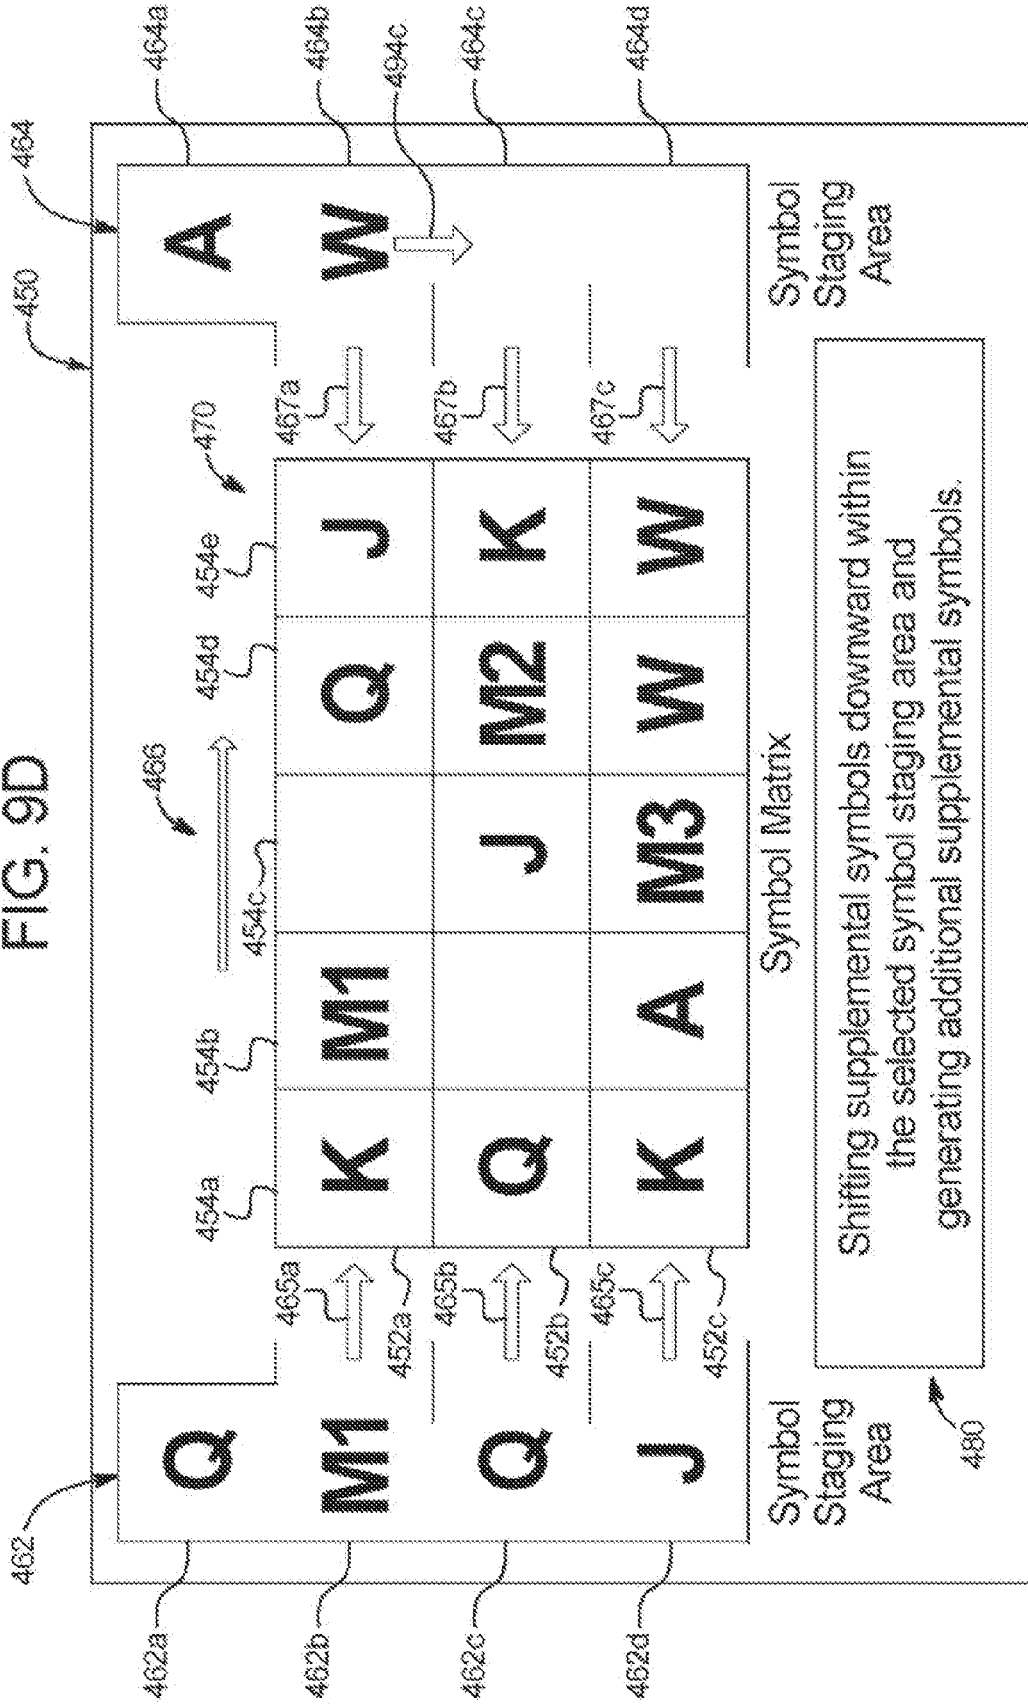 FIG. 9D
450
464
466
470
462
454a
454b
454c
454d
454e
462a
Q
A
464a
462b
M1
465a
K
M1
Q
J
467a
W
464b
494c
452a
462c
Q
465b
Q
J
M2
K
467b
464c
452b
462d
J
465c
K
A
M3
W
W
467c
464d
452c
Symbol
Staging
Area
Symbol Matrix
Symbol
Staging
Area
480
Shifting supplemental symbols downward within
the selected symbol staging area and
generating additional supplemental symbols.